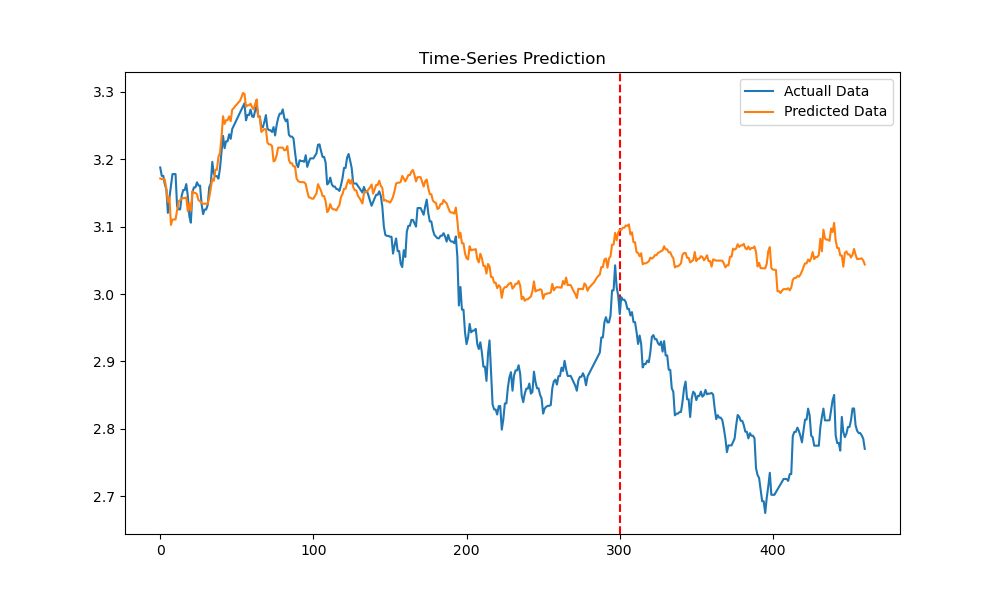 Time-Series Prediction
Actuall Data
Predicted Data
3.3
3.2
3.1
3.0
2.9
2.8
2.7
0 100 200 300 400